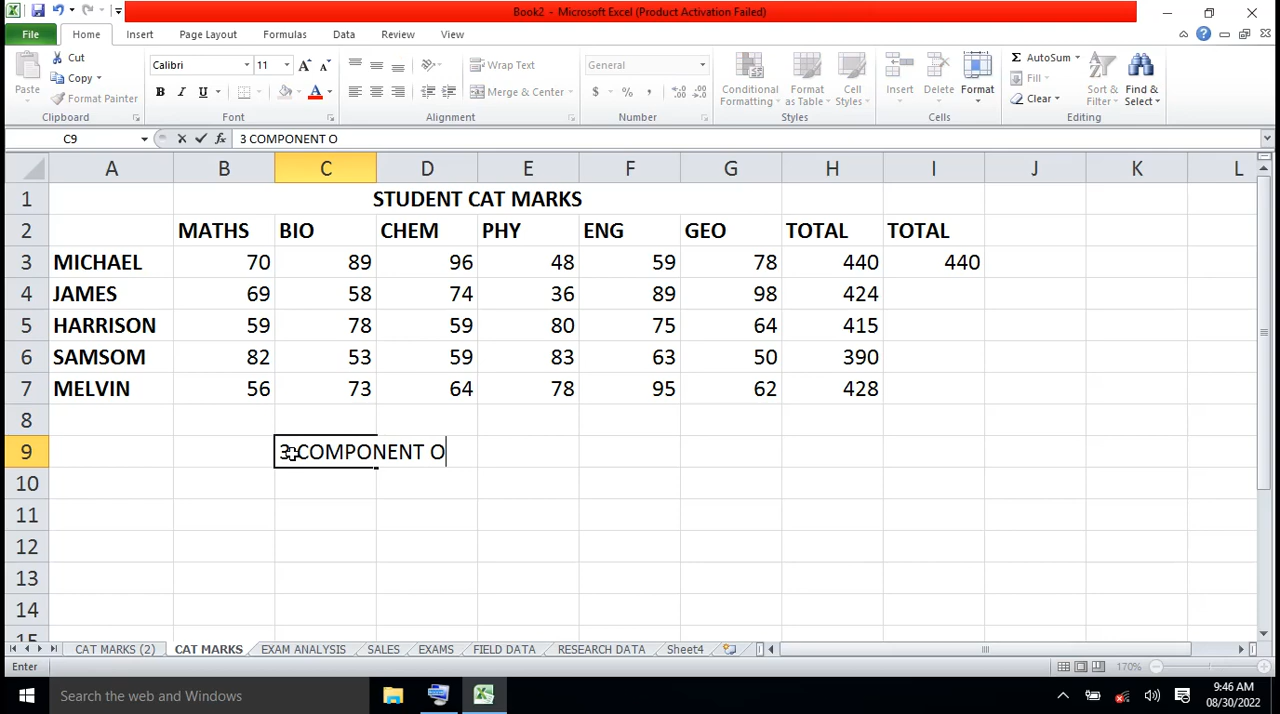 Book2 - Microsoft Excel (Product Activation Failed)
File Home Insert Page Layout Formulas Data Review View
Paste Cut Copy Format Painter Clipboard
Calibri 11 Font
Wrap Text Merge & Center Alignment
General Number
Conditional Formatting Format as Table Cell Styles Styles
Insert Delete Format Cells
AutoSum Fill Clear Sort & Filter Find & Select Editing
C9 3 COMPONENT O
A B C D E F G H I J K L
1 STUDENT CAT MARKS
2 MATHS BIO CHEM PHY ENG GEO TOTAL TOTAL
3 MICHAEL 70 89 96 48 59 78 440 440
4 JAMES 69 58 74 36 89 98 424
5 HARRISON 59 78 59 80 75 64 415
6 SAMSOM 82 53 59 83 63 50 390
7 MELVIN 56 73 64 78 95 62 428
8
9 3 COMPONENT O
10
11
12
13
14
15
CAT MARKS (2) CAT MARKS EXAM ANALYSIS SALES EXAMS FIELD DATA RESEARCH DATA Sheet4
Enter 170%
Search the web and Windows 9:46 AM
08/30/2022